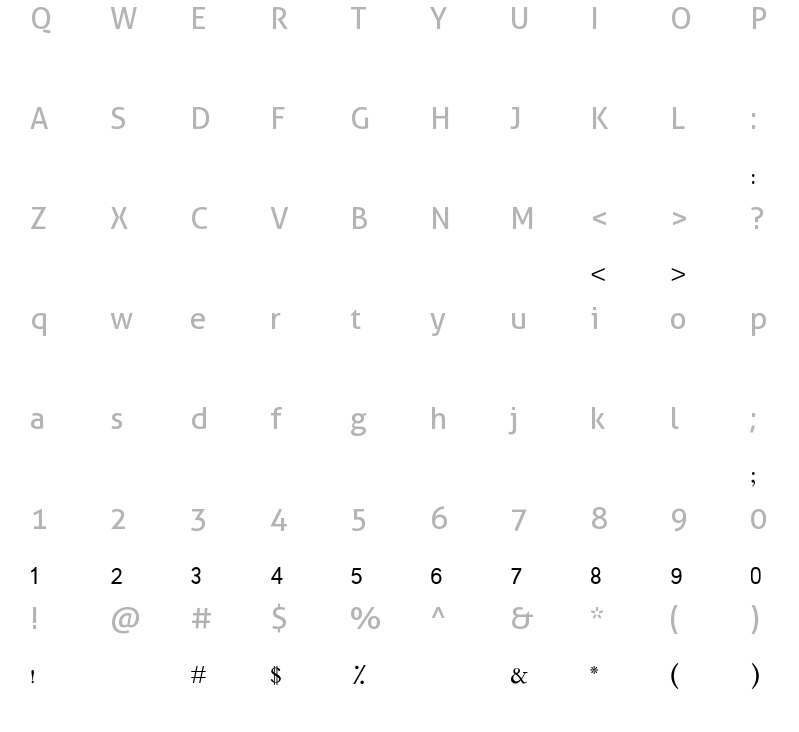 Q W E R T Y U I O P
A S D F G H J K L :
:
Z X C V B N M < > ?
< >
q w e r t y u i o p
a s d f g h j k l ;
;
1 2 3 4 5 6 7 8 9 0
1 2 3 4 5 6 7 8 9 0
! @ # $ % ^ & * ( )
! # $ ٪ & * ( )